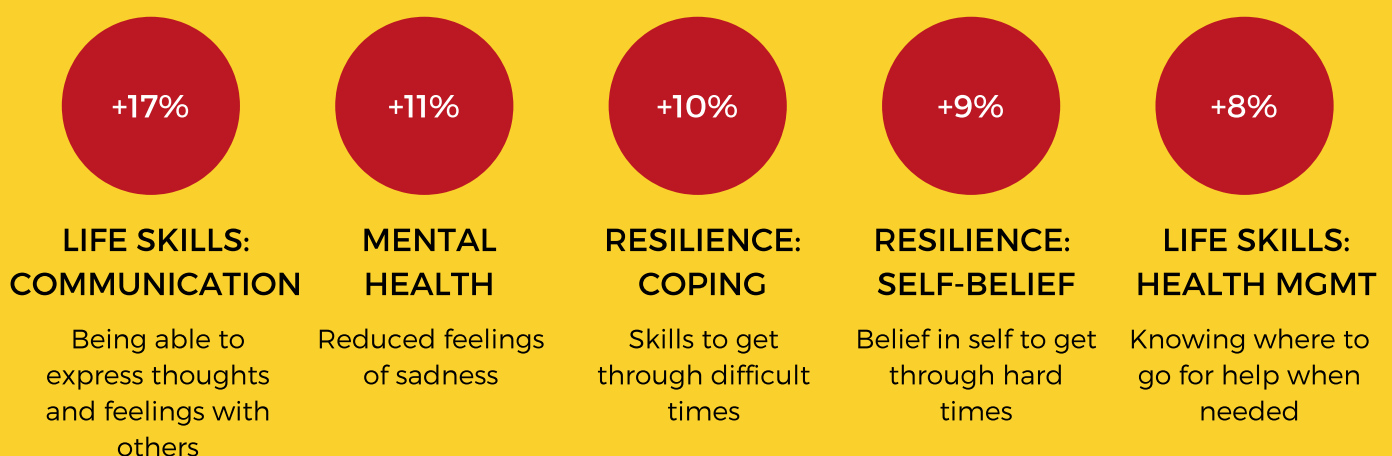 +17%
LIFE SKILLS:
COMMUNICATION
Being able to
express thoughts
and feelings with
others
+11%
MENTAL
HEALTH
Reduced feelings
of sadness
+10%
RESILIENCE:
COPING
Skills to get
through difficult
times
+9%
RESILIENCE:
SELF-BELIEF
Belief in self to get
through hard
times
+8%
LIFE SKILLS:
HEALTH MGMT
Knowing where to
go for help when
needed